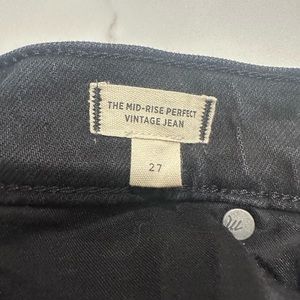 THE MID-RISE PERFECT
VINTAGE JEAN
27